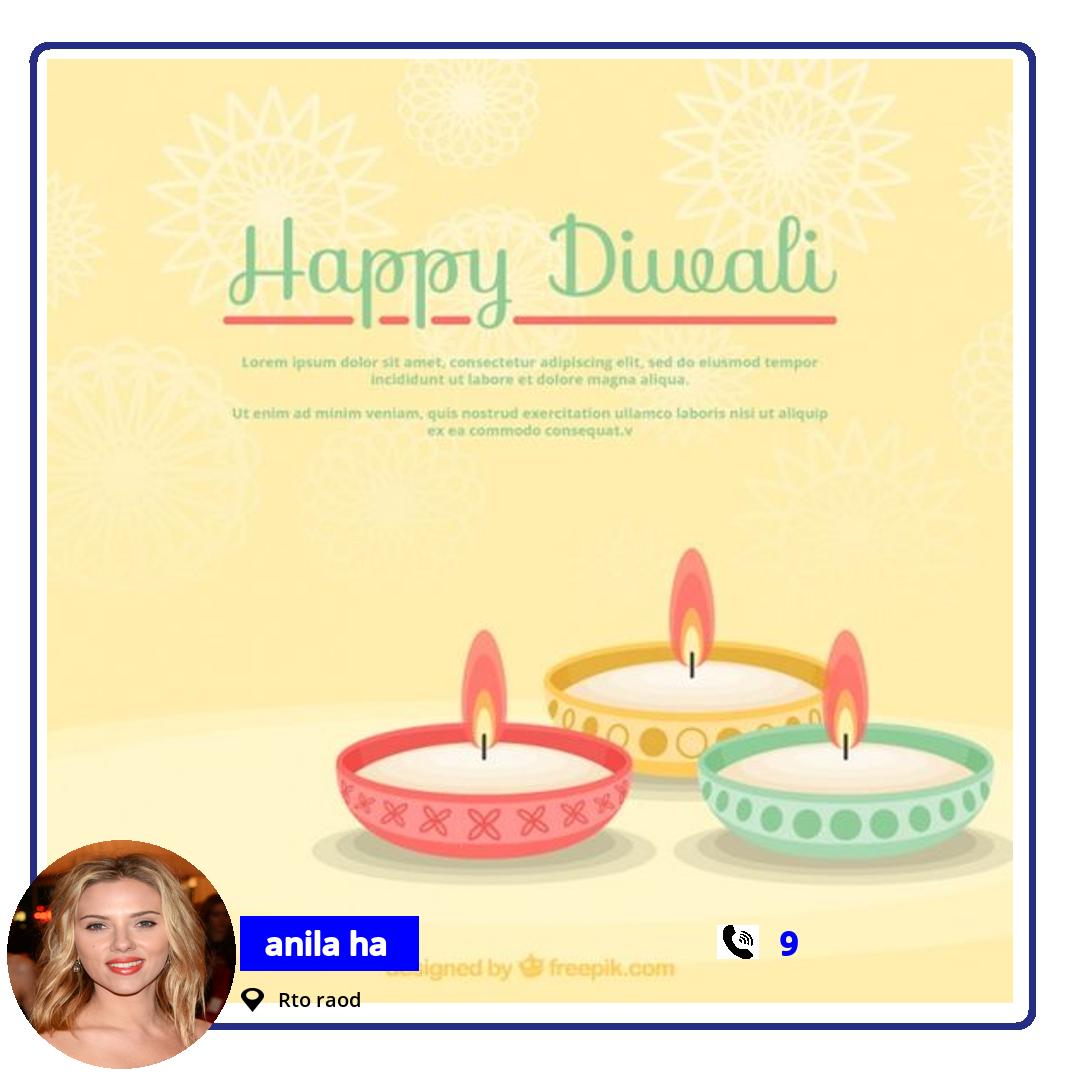 Happy Diwali
Lorem ipsum dolor sit amet, consectetur adipiscing elit, sed do eiusmod tempor
incididunt ut labore et dolore magna aliqua.
Ut enim ad minim veniam, quis nostrud exercitation ullamco laboris nisi ut aliquip
ex ea commodo consequat.v
anila ha
9
designed by freepik.com
Rto raod